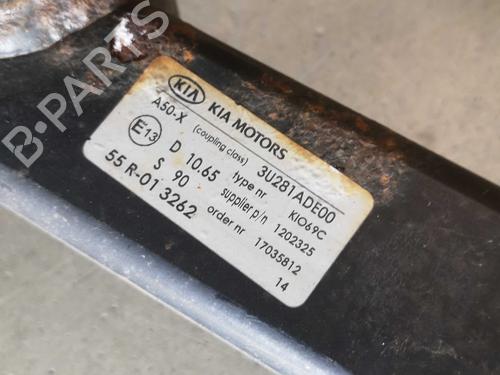 KIA KIA MOTORS
A50-X (coupling class) 3U281ADE00
E13 D 10.65 type nr KIO69C
S 90 supplier p/n 1202325
55 R-01 3262 order nr 17035812
14
B-PARTS